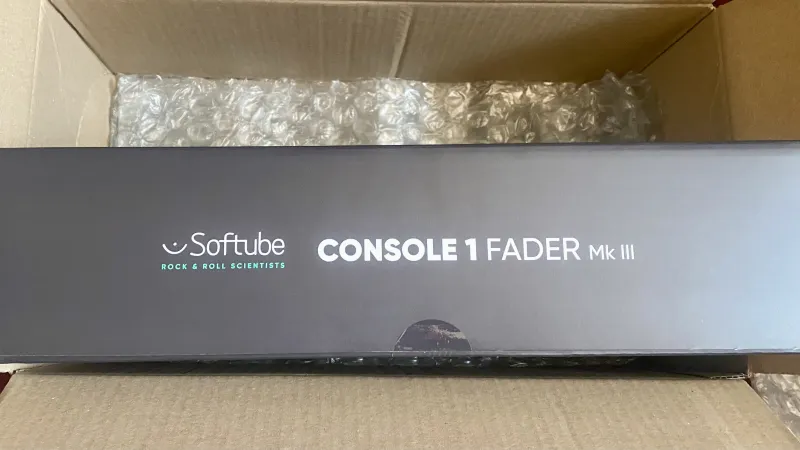 Softube
ROCK & ROLL SCIENTISTS
CONSOLE 1 FADER Mk III